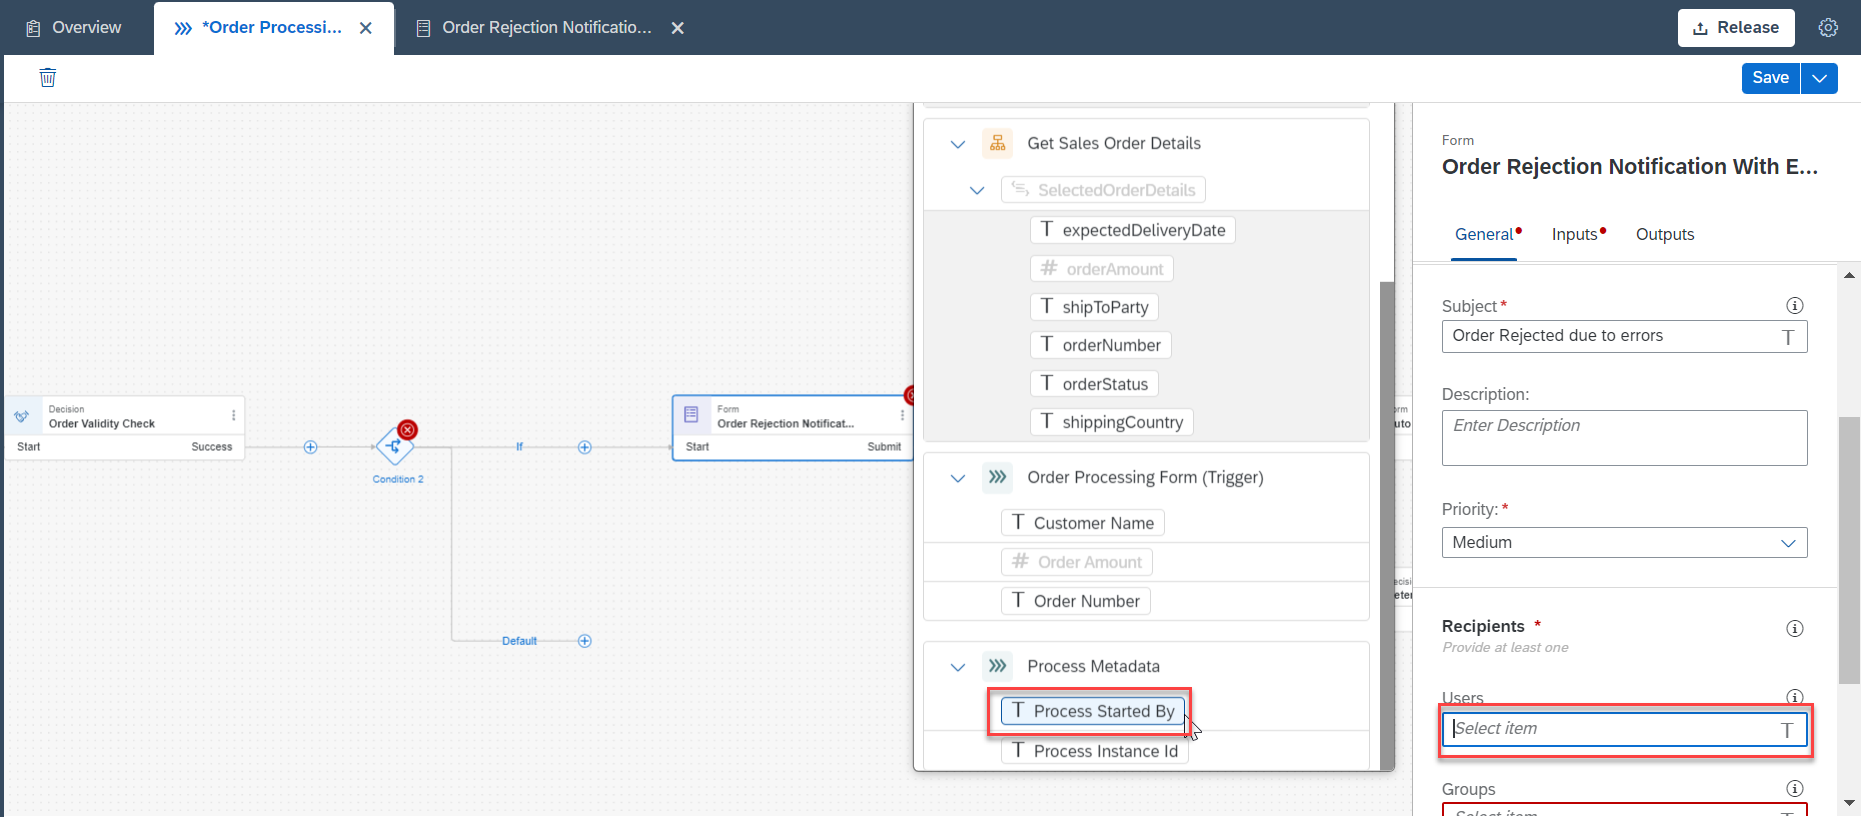 Overview
*Order Processi...
Order Rejection Notificatio...
Release
Save
Get Sales Order Details
SelectedOrderDetails
T expectedDeliveryDate
# orderAmount
T shipToParty
T orderNumber
T orderStatus
T shippingCountry
Order Processing Form (Trigger)
T Customer Name
# Order Amount
T Order Number
Process Metadata
T Process Started By
T Process Instance Id
Decision
Order Validity Check
Start Success
Condition 2
If
Default
Form
Order Rejection Notificat...
Start Submit
Form
Order Rejection Notification With E...
General Inputs Outputs
Subject*
Order Rejected due to errors T
Description:
Enter Description
Priority:*
Medium
Recipients *
Provide at least one
Users
Select item T
Groups
Select item